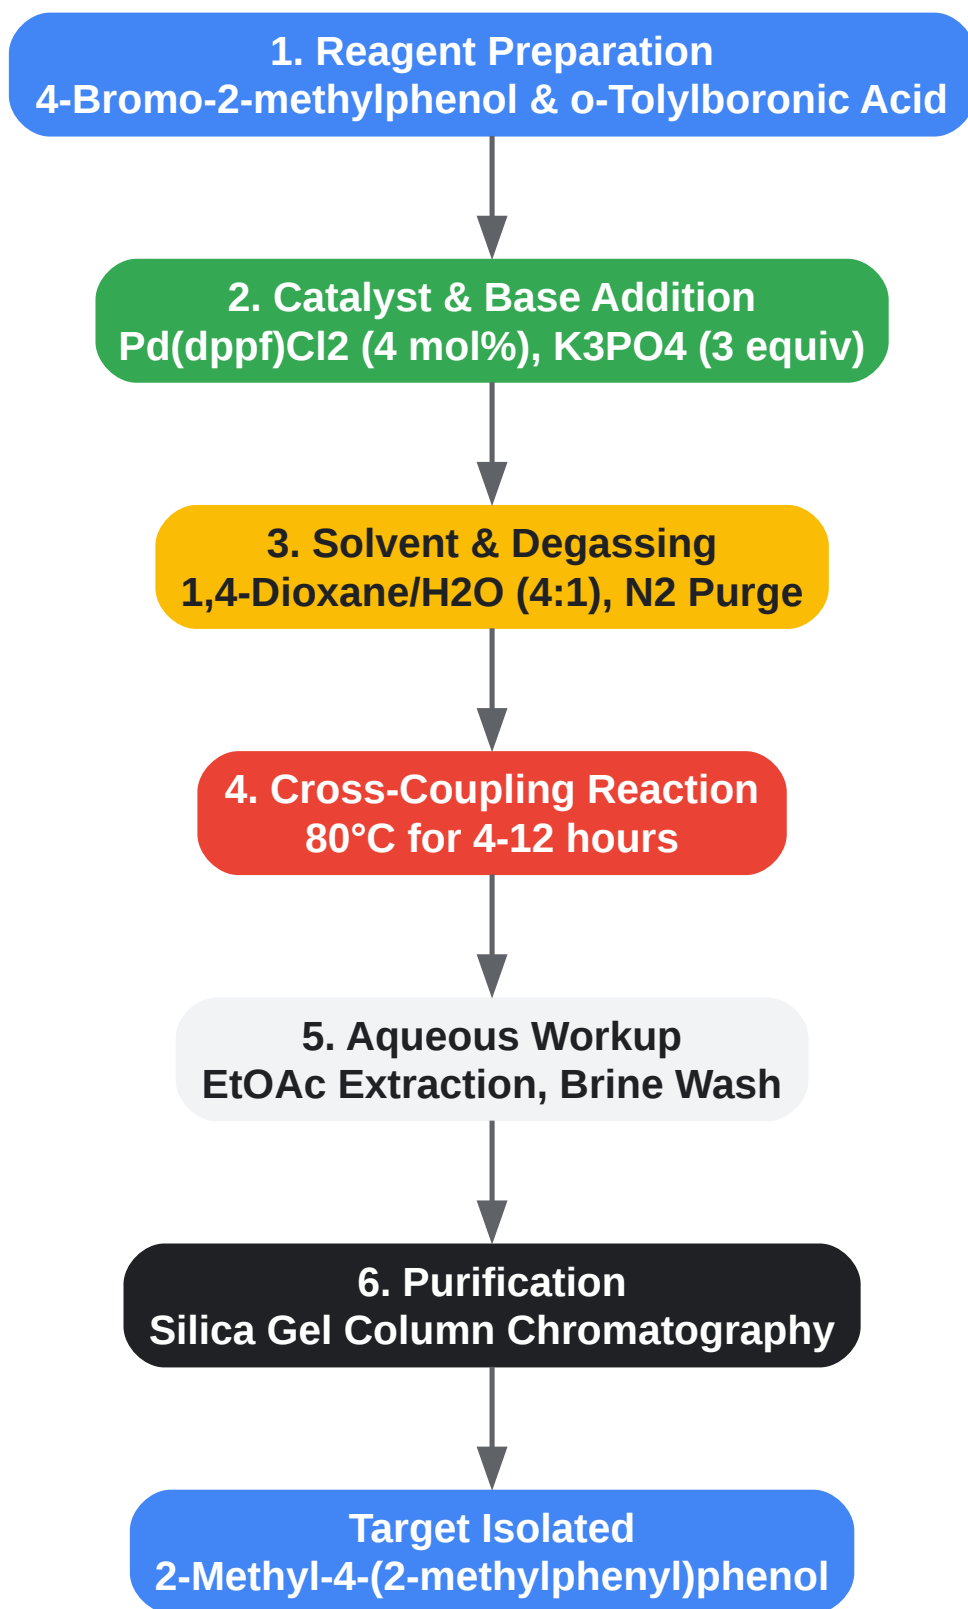 1. Reagent Preparation
4-Bromo-2-methylphenol & o-Tolylboronic Acid
2. Catalyst & Base Addition
Pd(dppf)Cl2 (4 mol%), K3PO4 (3 equiv)
3. Solvent & Degassing
1,4-Dioxane/H2O (4:1), N2 Purge
4. Cross-Coupling Reaction
80°C for 4-12 hours
5. Aqueous Workup
EtOAc Extraction, Brine Wash
6. Purification
Silica Gel Column Chromatography
Target Isolated
2-Methyl-4-(2-methylphenyl)phenol